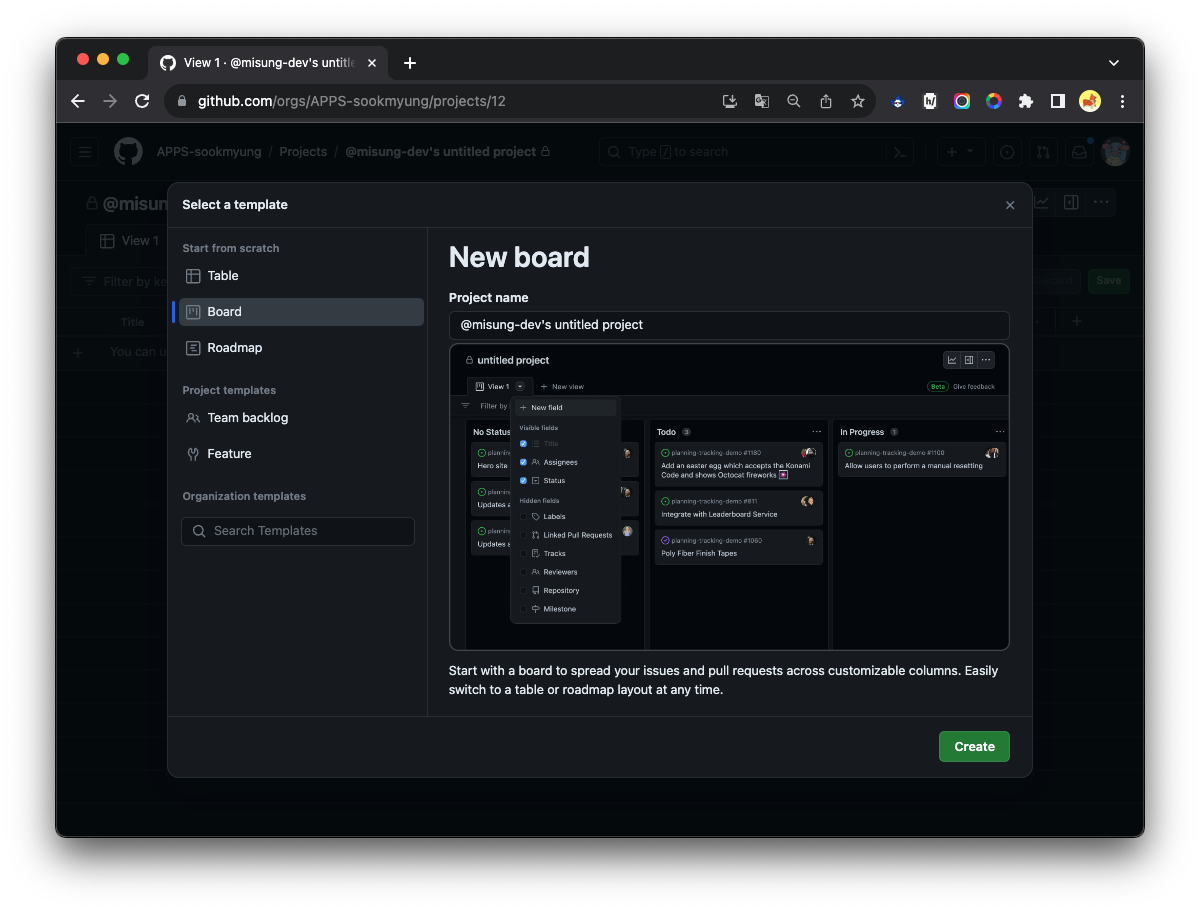 View 1 · @misung-dev's untitle
github.com/orgs/APPS-sookmyung/projects/12
APPS-sookmyung / Projects / @misung-dev's untitled project
Type / to search
@misun
View 1
Filter by ke
Discard
Save
Title
You can u
Select a template
Start from scratch
Table
Board
Roadmap
Project templates
Team backlog
Feature
Organization templates
Search Templates
New board
Project name
@misung-dev's untitled project
untitled project
View 1
New view
Beta Give feedback
Filter by
New field
Visible fields
Title
Assignees
Status
Hidden fields
Labels
Linked Pull Requests
Tracks
Reviewers
Repository
Milestone
No Status
plannin
Hero site
plannin
Updates a
plannin
Updates a
Todo 3
planning-tracking-demo #1180
Add an easter egg which accepts the Konami
Code and shows Octocat fireworks
planning-tracking-demo #811
Integrate with Leaderboard Service
planning-tracking-demo #1060
Poly Fiber Finish Tapes
In Progress 1
planning-tracking-demo #1100
Allow users to perform a manual resetting
Start with a board to spread your issues and pull requests across customizable columns. Easily
switch to a table or roadmap layout at any time.
Create